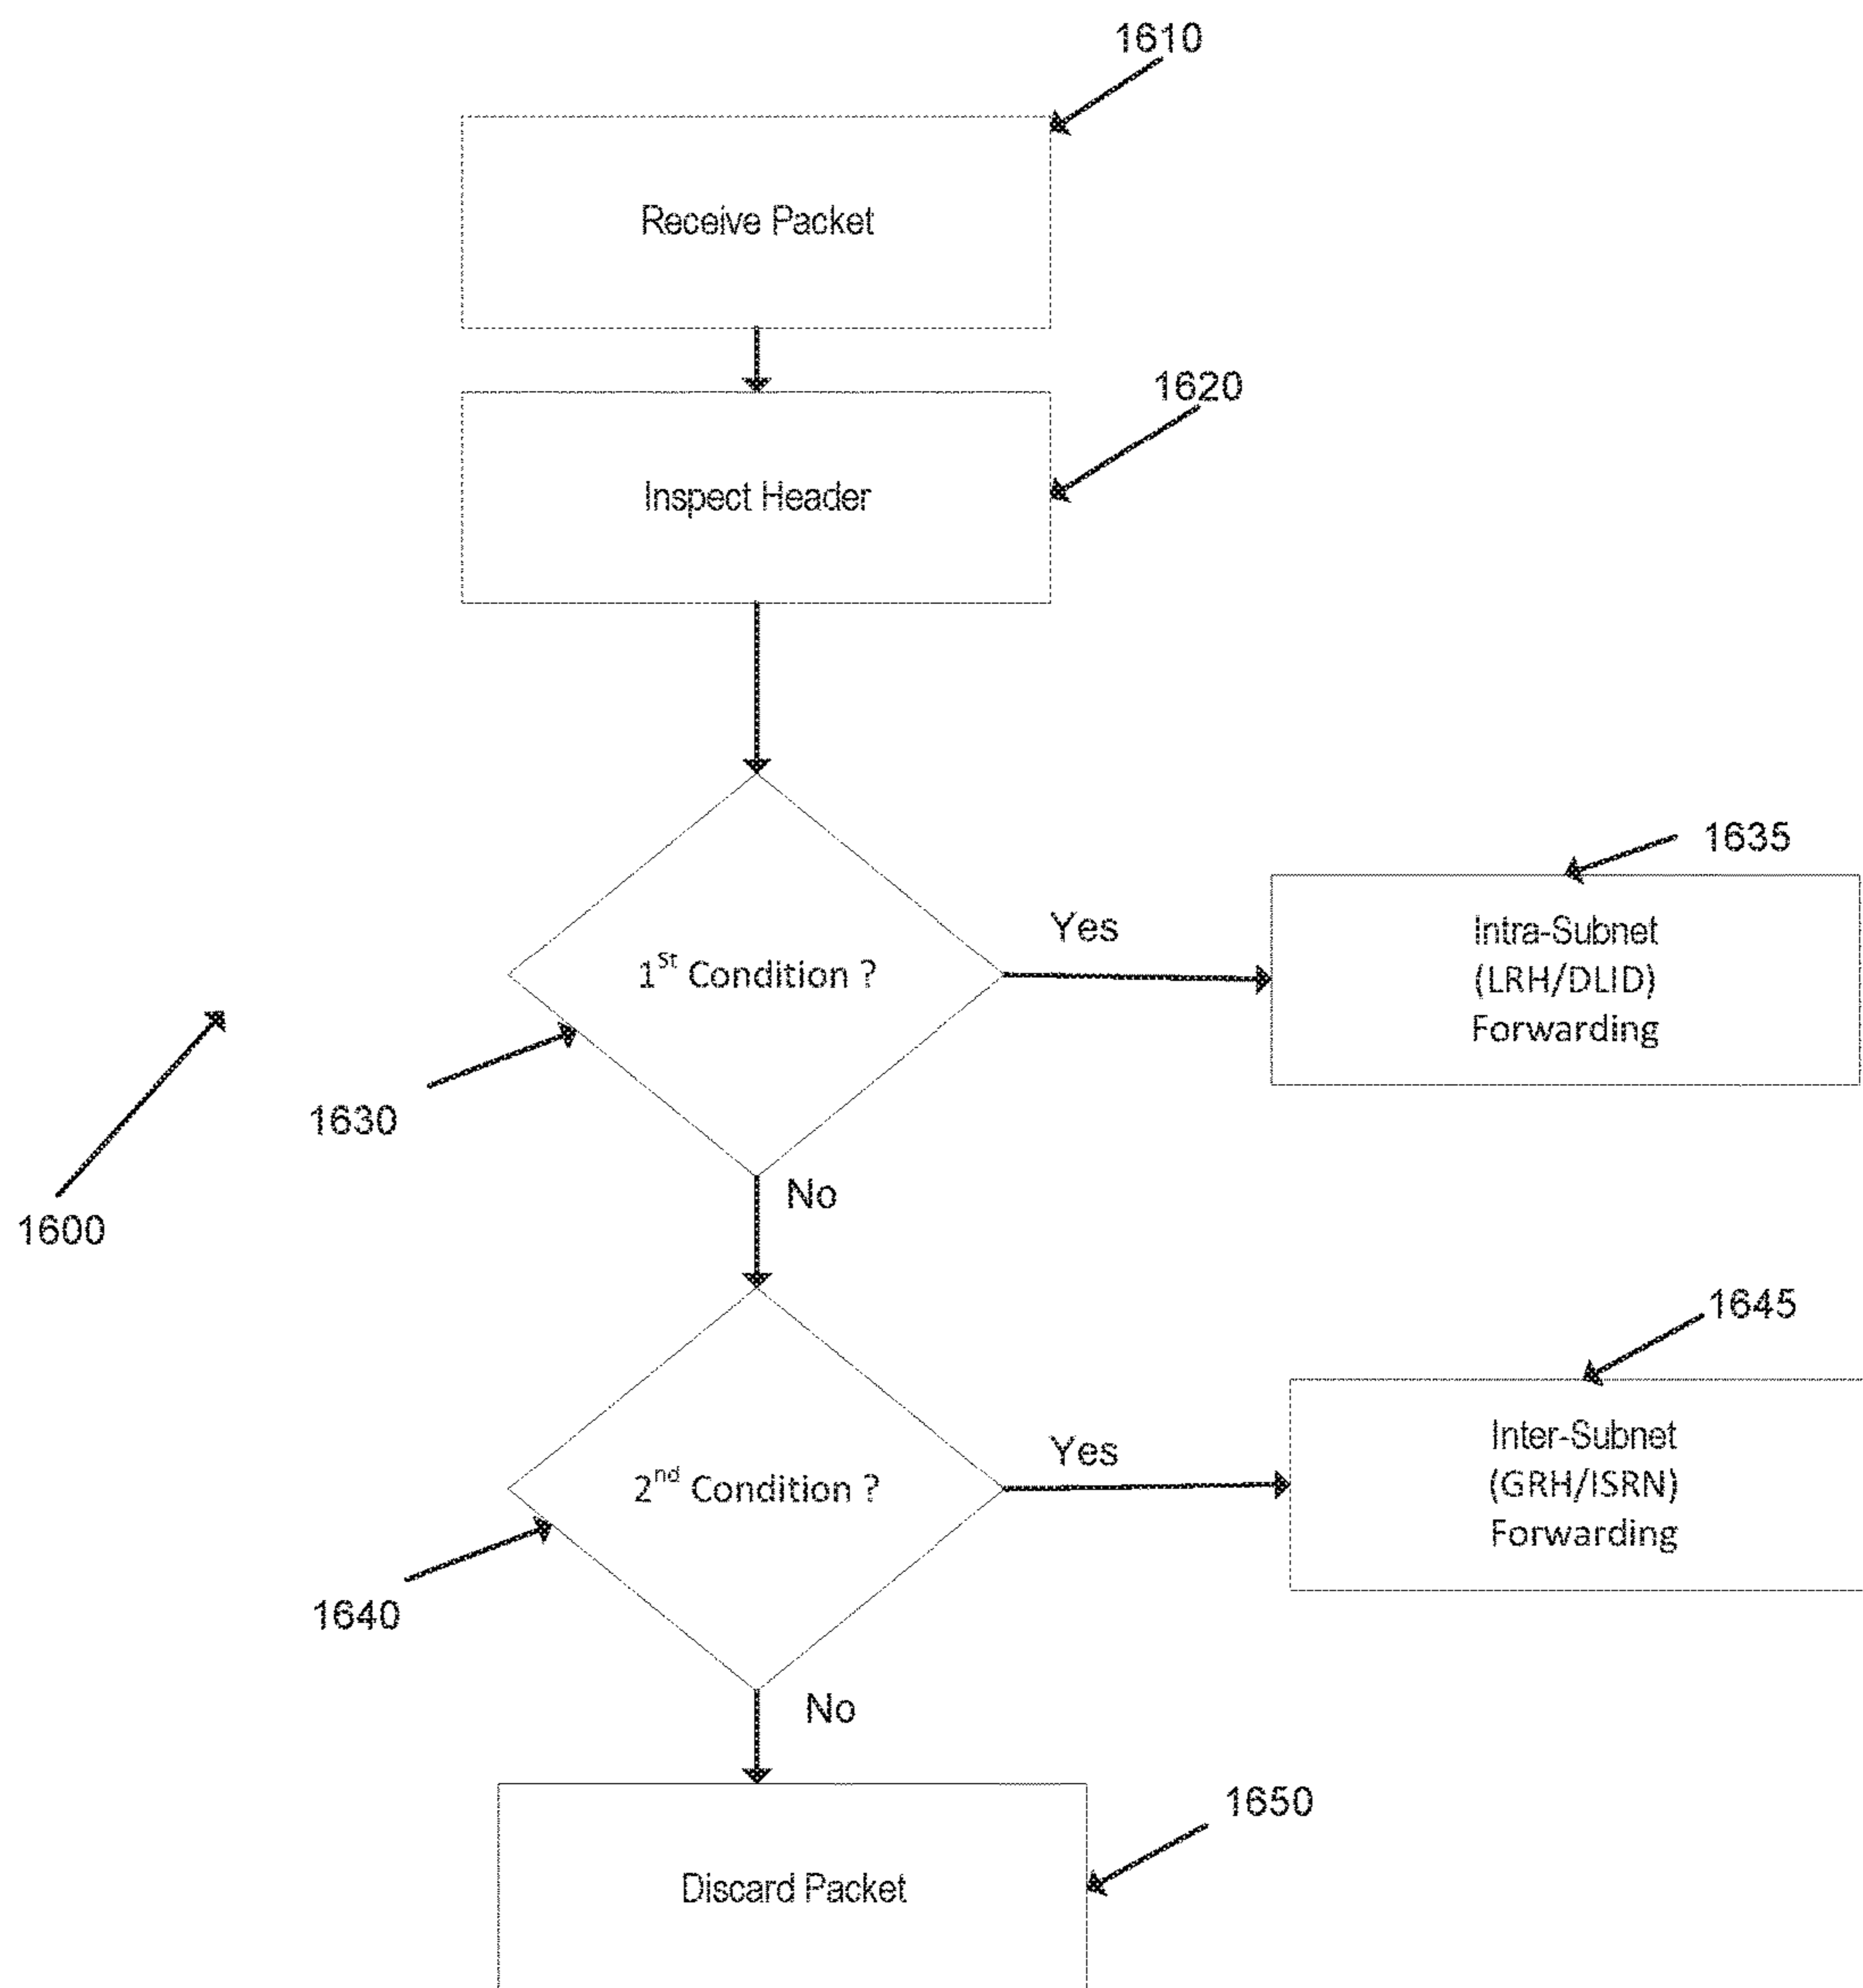 1610
Receive Packet
1620
Inspect Header
1635
Yes
Intra-Subnet
(LRH/DLID)
Forwarding
1St Condition ?
1630
No
1600
1645
Yes
Inter-Subnet
(GRH/ISRN)
Forwarding
2nd Condition ?
1640
No
1650
Discard Packet